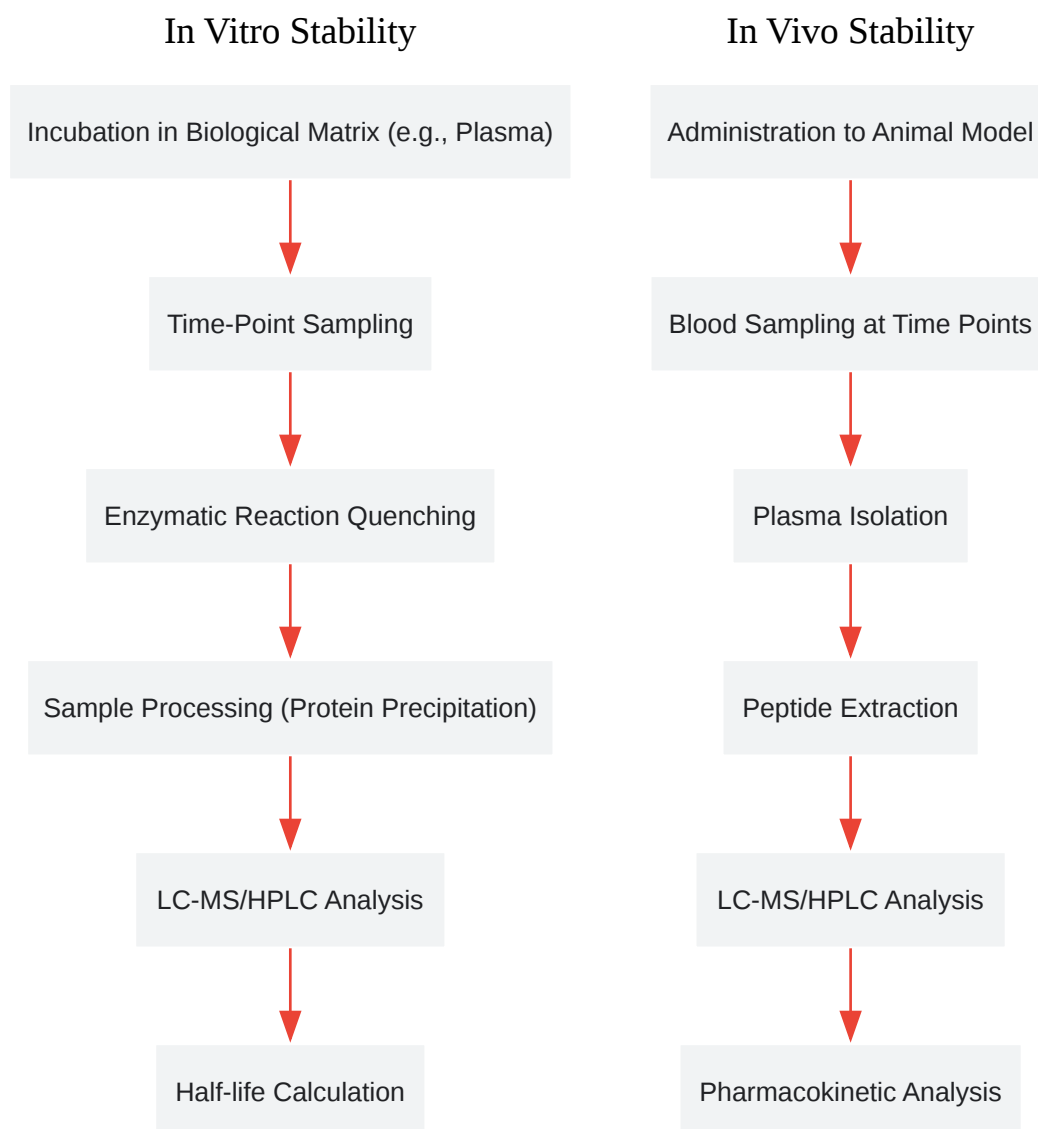 In Vitro Stability
Incubation in Biological Matrix (e.g., Plasma)
Time-Point Sampling
Enzymatic Reaction Quenching
Sample Processing (Protein Precipitation)
LC-MS/HPLC Analysis
Half-life Calculation
In Vivo Stability
Administration to Animal Model
Blood Sampling at Time Points
Plasma Isolation
Peptide Extraction
LC-MS/HPLC Analysis
Pharmacokinetic Analysis